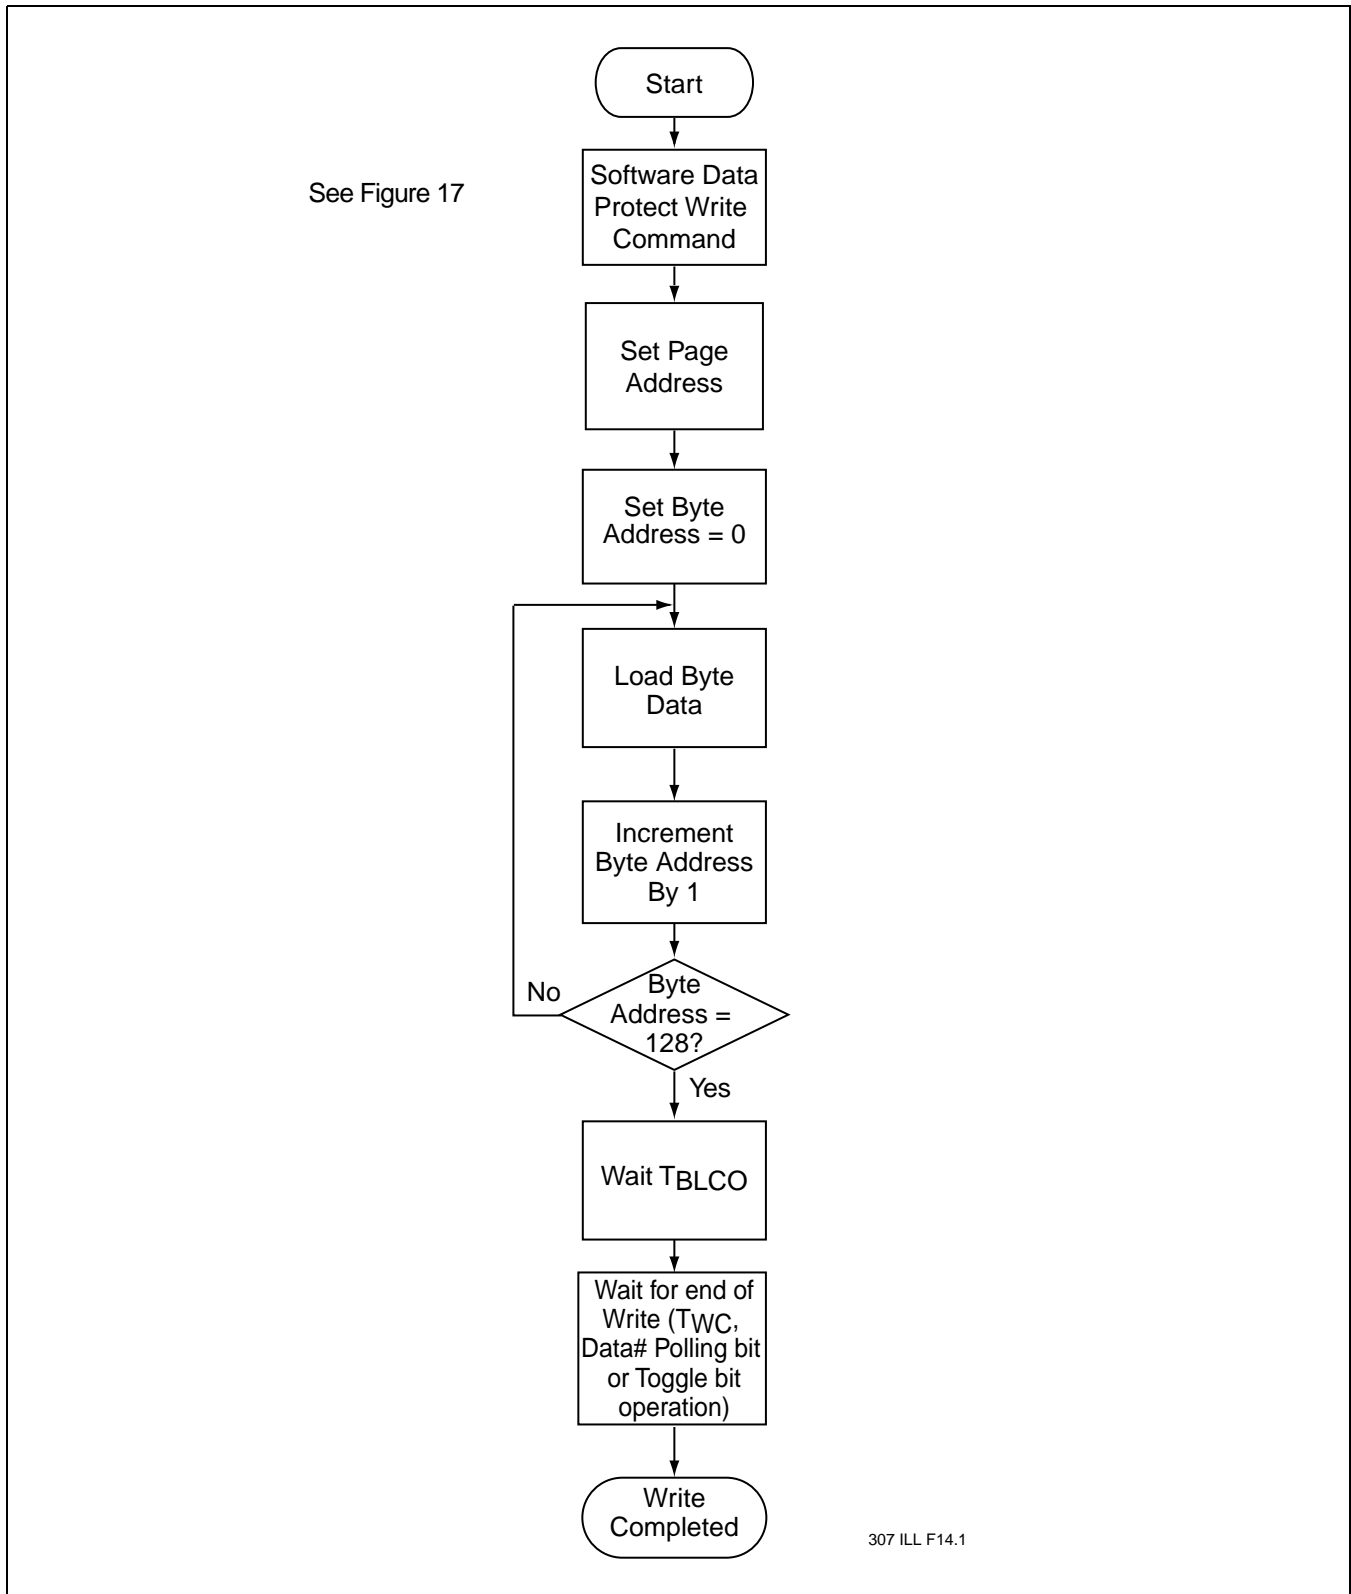 Start
See Figure 17
Software Data
Protect Write
Command
Set Page
Address
Set Byte
Address = 0
Load Byte
Data
Increment
Byte Address
By 1
No
Byte
Address =
128?
Yes
Wait TBLCO
Wait for end of
Write (TWC,
Data# Polling bit
or Toggle bit
operation)
Write
Completed
307 ILL F14.1